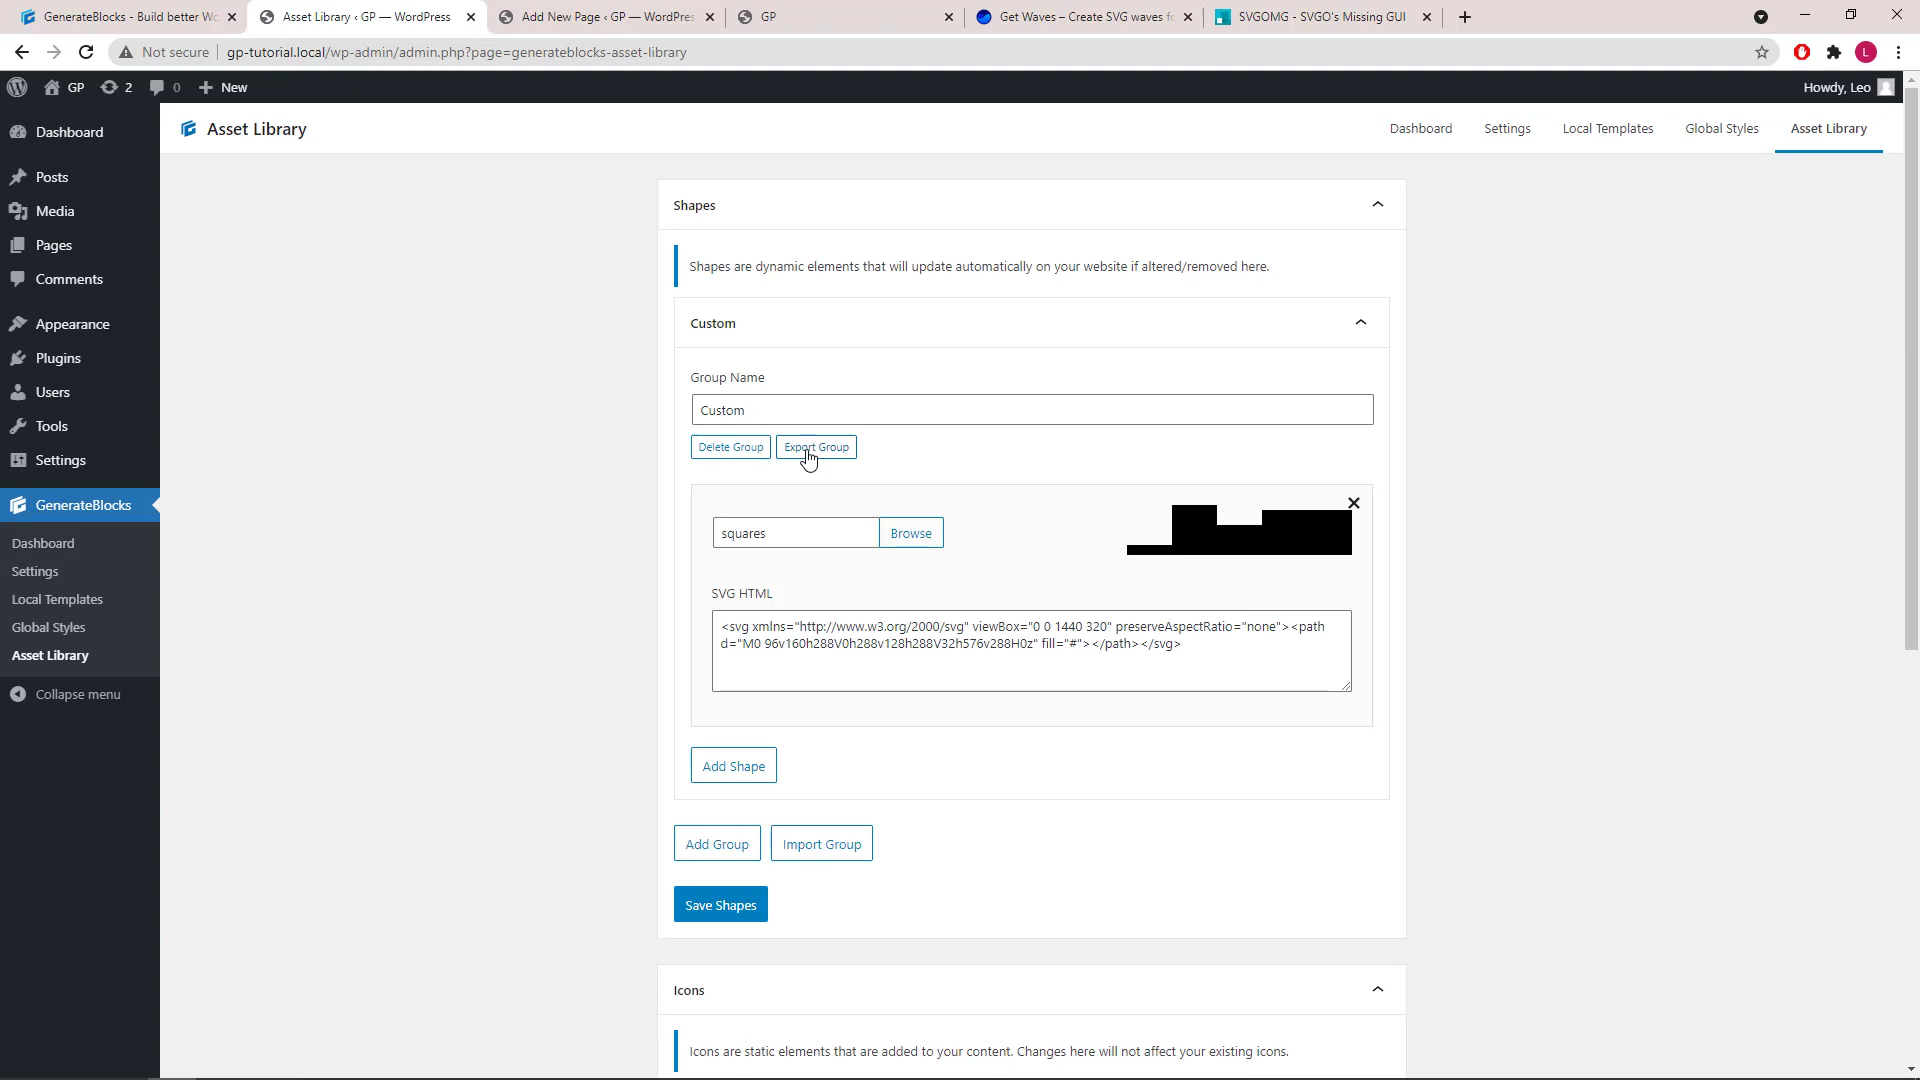 GenerateBlocks - Build better Wo
Asset Library ‹ GP — WordPress
Add New Page ‹ GP — WordPres
GP
Get Waves – Create SVG waves fo
SVGOMG - SVGO's Missing GUI
Not secure
gp-tutorial.local/wp-admin/admin.php?page=generateblocks-asset-library
L
GP
2
0
New
Howdy, Leo
Dashboard
Posts
Media
Pages
Comments
Appearance
Plugins
Users
Tools
Settings
GenerateBlocks
Dashboard
Settings
Local Templates
Global Styles
Asset Library
Collapse menu
Asset Library
Dashboard
Settings
Local Templates
Global Styles
Asset Library
Shapes
Shapes are dynamic elements that will update automatically on your website if altered/removed here.
Custom
Group Name
Custom
Delete Group
Export Group
squares
Browse
SVG HTML
<svg xmlns="http://www.w3.org/2000/svg" viewBox="0 0 1440 320" preserveAspectRatio="none"><path
d="M0 96v160h288V0h288v128h288V32h576v288H0z" fill="#"></path></svg>
Add Shape
Add Group
Import Group
Save Shapes
Icons
Icons are static elements that are added to your content. Changes here will not affect your existing icons.